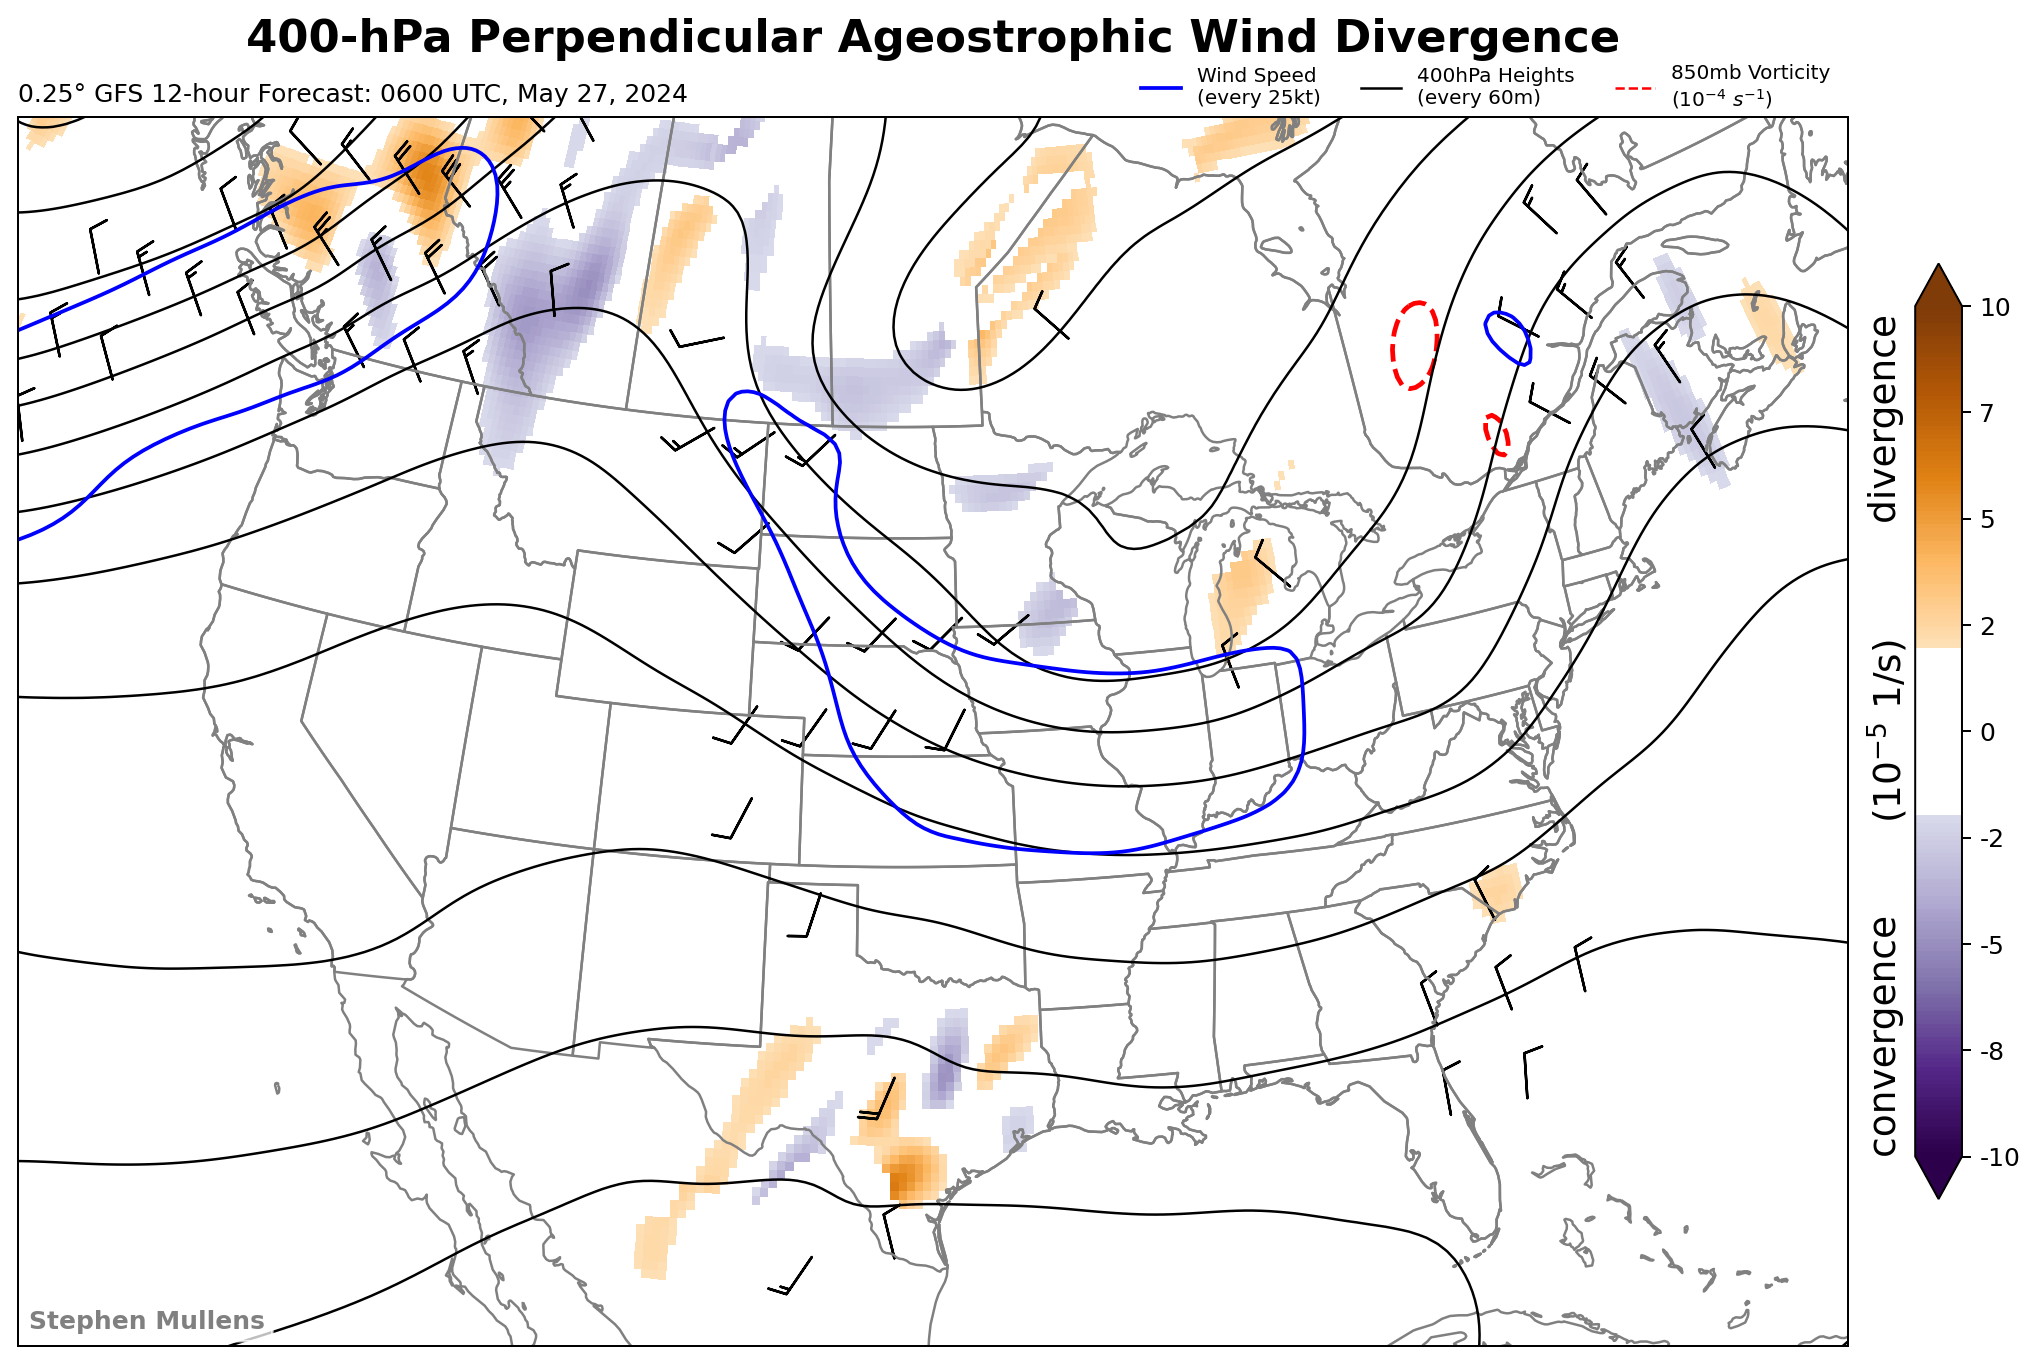 400-hPa Perpendicular Ageostrophic Wind Divergence
0.25° GFS 12-hour Forecast: 0600 UTC, May 27, 2024
Wind Speed
(every 25kt)
400hPa Heights
(every 60m)
850mb Vorticity
(10⁻⁴ s⁻¹)
10
7
5
2
0
-2
-5
-8
-10
convergence (10⁻⁵ 1/s) divergence
Stephen Mullens